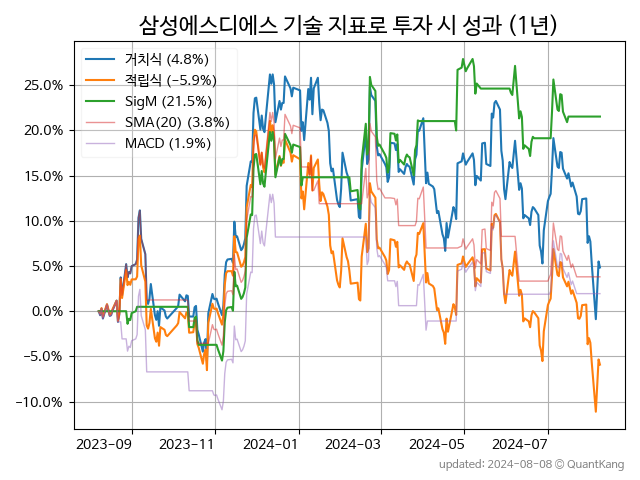 삼성에스디에스 기술 지표로 투자 시 성과 (1년)
거치식 (4.8%)
적립식 (−5.9%)
SigM (21.5%)
SMA(20) (3.8%)
MACD (1.9%)
25.0%
20.0%
15.0%
10.0%
5.0%
0.0%
−5.0%
−10.0%
2023-09 2023-11 2024-01 2024-03 2024-05 2024-07
updated: 2024-08-08 © QuantKang